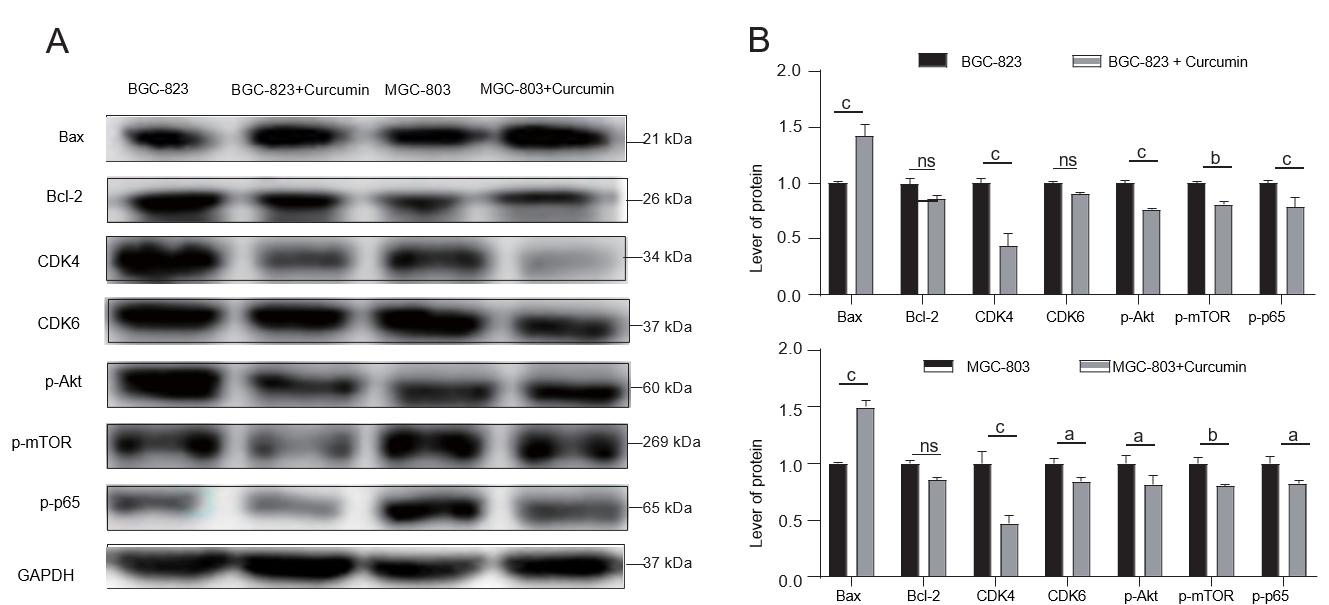 A
BGC-823 BGC-823+Curcumin MGC-803 MGC-803+Curcumin
Bax 21 kDa
Bcl-2 26 kDa
CDK4 34 kDa
CDK6 37 kDa
p-Akt 60 kDa
p-mTOR 269 kDa
p-p65 65 kDa
GAPDH 37 kDa
B
BGC-823 BGC-823 + Curcumin
Lever of protein
2.0
1.5
1.0
0.5
0.0
c ns c ns c b c
Bax Bcl-2 CDK4 CDK6 p-Akt p-mTOR p-p65
MGC-803 MGC-803+Curcumin
Lever of protein
2.0
1.5
1.0
0.5
0.0
c ns c a a b a
Bax Bcl-2 CDK4 CDK6 p-Akt p-mTOR p-p65